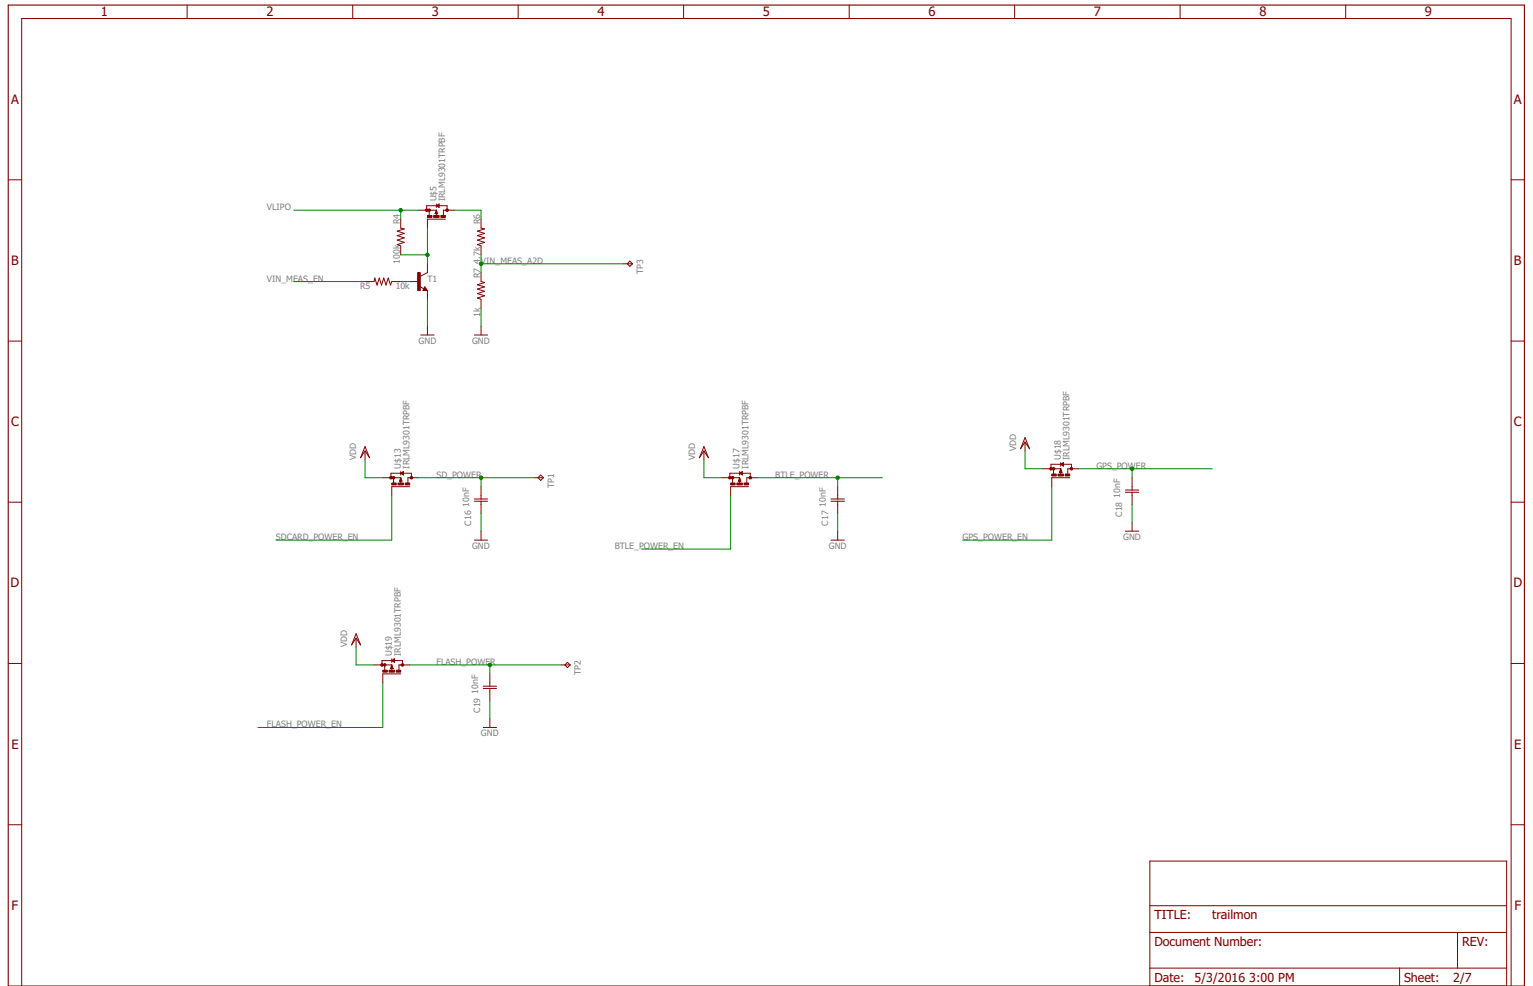 1 2 3 4 5 6 7 8 9
A A
B B
C C
D D
E E
F F
U$5
IRLML9301TRPBF
VLIPO
R4
100k
R6
4.7k
VIN_MEAS_A2D
TP3
VIN_MEAS_EN
R5 10k
T1
R7
1k
GND GND
U$13
IRLML9301TRPBF
VDD
SD_POWER
TP1
C16 10nF
SDCARD_POWER_EN
GND
U$17
IRLML9301TRPBF
VDD
BTLE_POWER
C17 10nF
BTLE_POWER_EN
GND
U$18
IRLML9301TRPBF
VDD
GPS_POWER
C18 10nF
GPS_POWER_EN
GND
U$19
IRLML9301TRPBF
VDD
FLASH_POWER
TP2
C19 10nF
FLASH_POWER_EN
GND
TITLE: trailmon
Document Number: REV:
Date: 5/3/2016 3:00 PM Sheet: 2/7